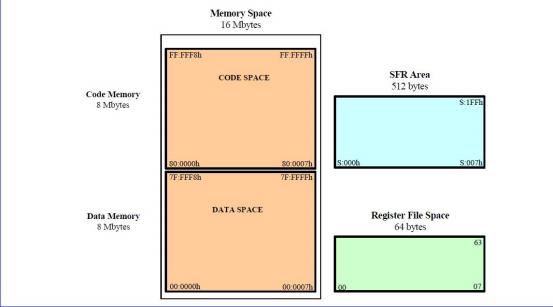 Memory Space
16 Mbytes
FF:FFF8h FF:FFFFh
CODE SPACE
Code Memory
8 Mbytes
80:0000h 80:0007h
7F:FFF8h 7F:FFFFh
DATA SPACE
Data Memory
8 Mbytes
00:0000h 00:0007h
SFR Area
512 bytes
S:1FFh
S:000h S:007h
Register File Space
64 bytes
63
00 07